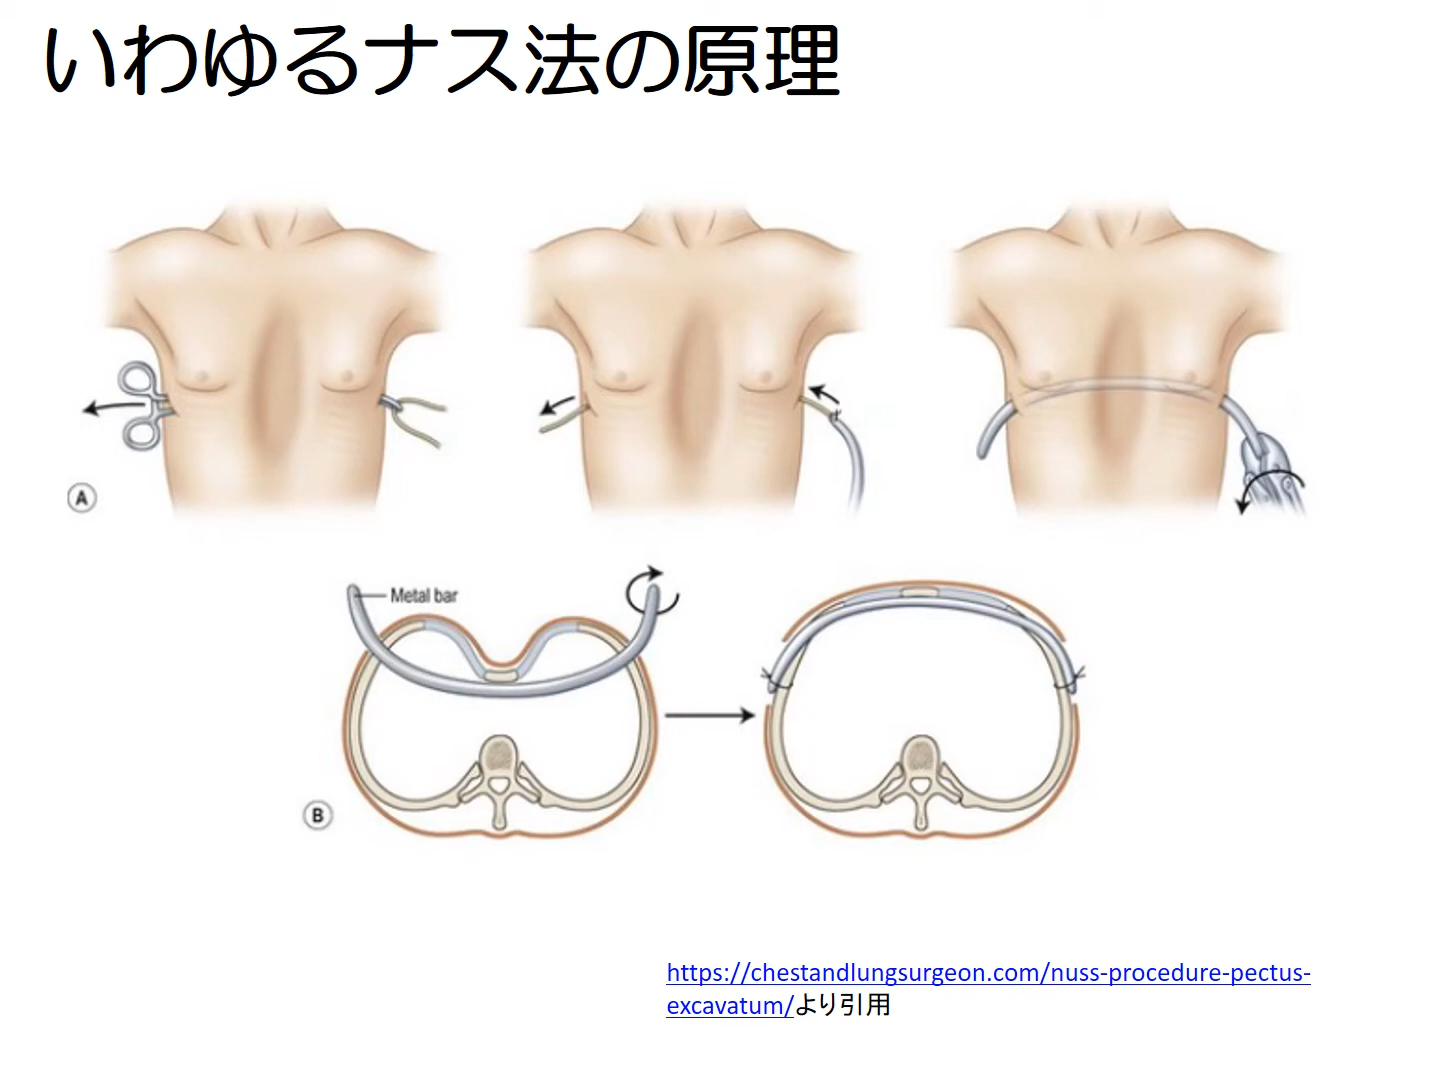 いわゆるナス法の原理
A
Metal bar
B
https://chestandlungsurgeon.com/nuss-procedure-pectus-
excavatum/より引用